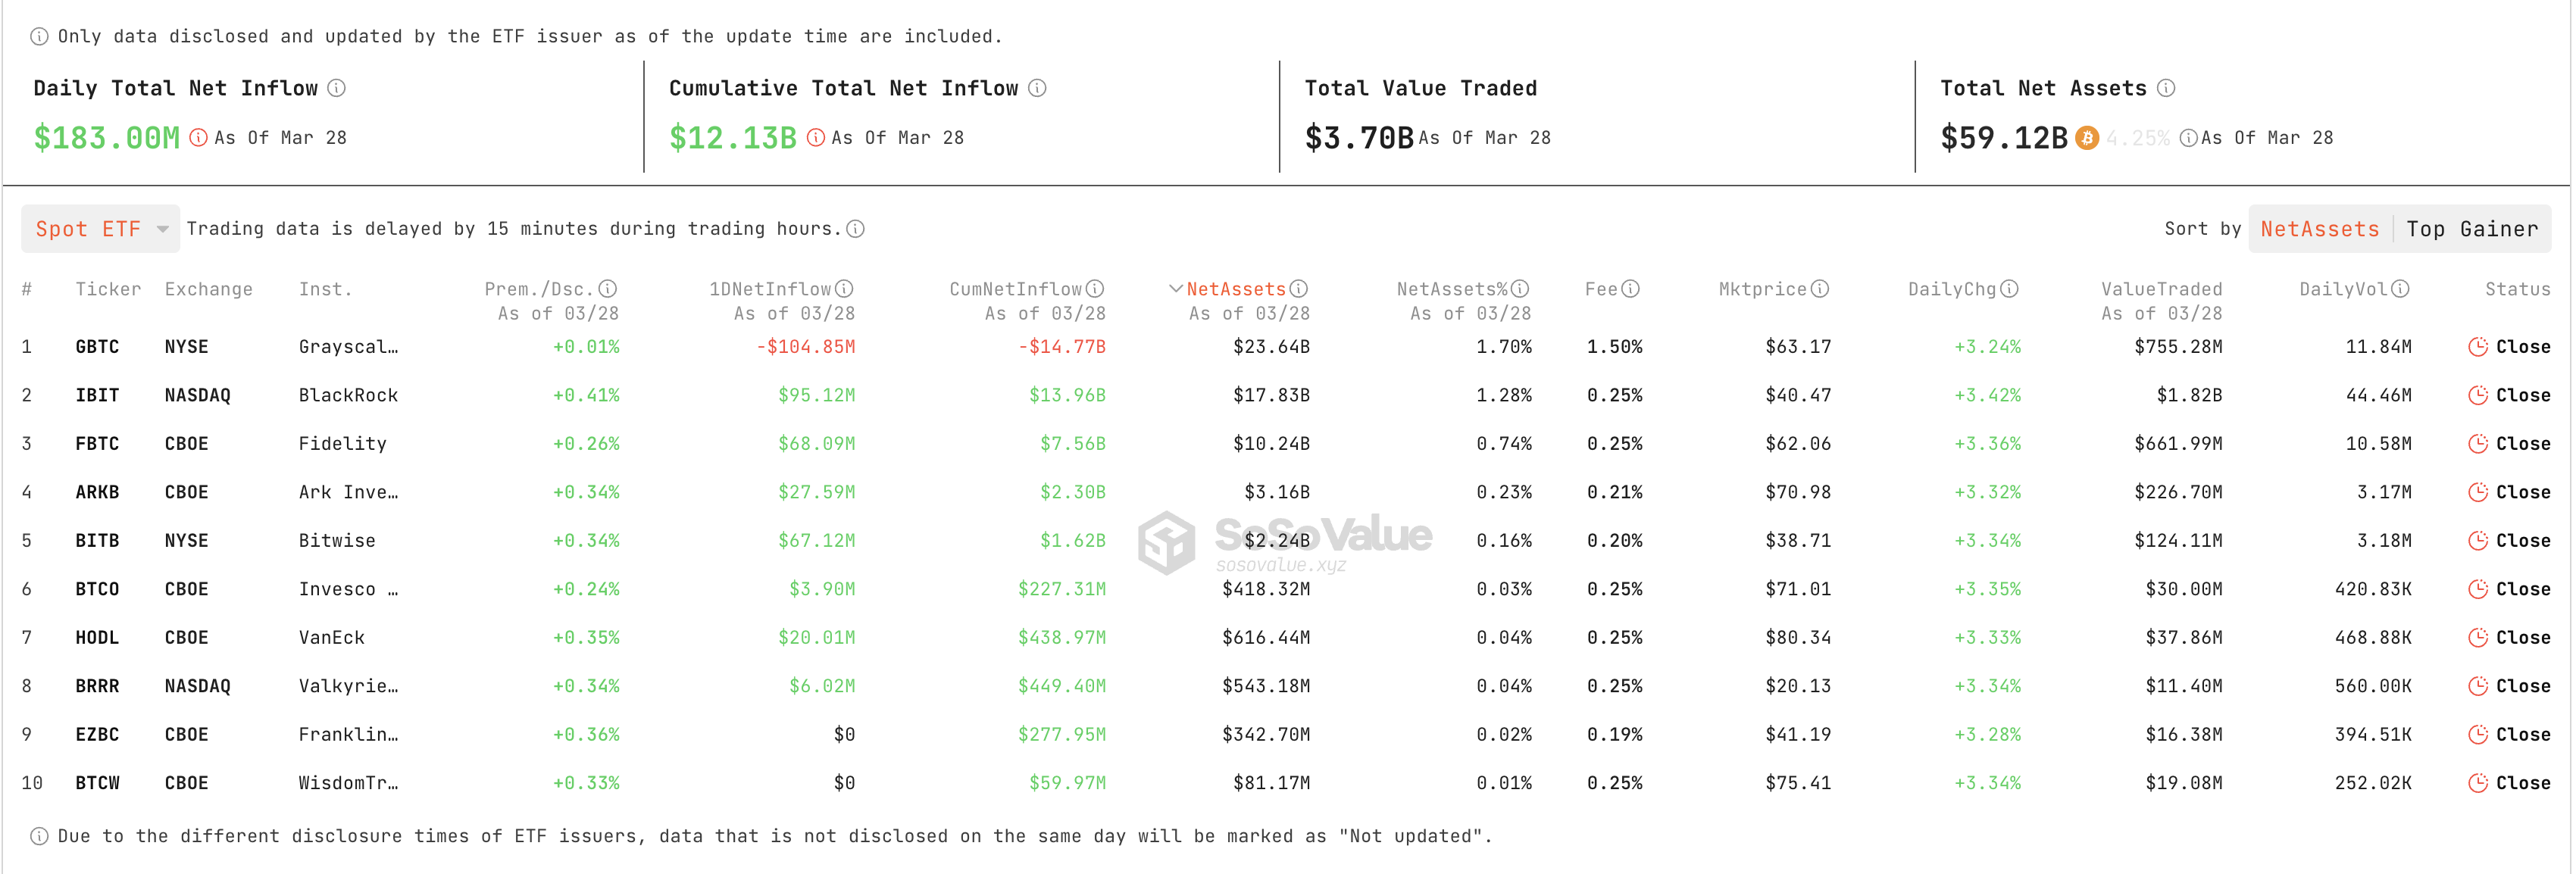 Only data disclosed and updated by the ETF issuer as of the update time are included.
Daily Total Net Inflow
$183.00M As Of Mar 28
Cumulative Total Net Inflow
$12.13B As Of Mar 28
Total Value Traded
$3.70B As Of Mar 28
Total Net Assets
$59.12B 4.25% As Of Mar 28
Spot ETF Trading data is delayed by 15 minutes during trading hours. Sort by NetAssets Top Gainer
# Ticker Exchange Inst. Prem./Dsc. 1DNetInflow CumNetInflow NetAssets NetAssets% Fee Mktprice DailyChg ValueTraded DailyVol Status
As of 03/28 As of 03/28 As of 03/28 As of 03/28 As of 03/28 As of 03/28
1 GBTC NYSE Grayscal… +0.01% -$104.85M -$14.77B $23.64B 1.70% 1.50% $63.17 +3.24% $755.28M 11.84M Close
2 IBIT NASDAQ BlackRock +0.41% $95.12M $13.96B $17.83B 1.28% 0.25% $40.47 +3.42% $1.82B 44.46M Close
3 FBTC CBOE Fidelity +0.26% $68.09M $7.56B $10.24B 0.74% 0.25% $62.06 +3.36% $661.99M 10.58M Close
4 ARKB CBOE Ark Inve… +0.34% $27.59M $2.30B $3.16B 0.23% 0.21% $70.98 +3.32% $226.70M 3.17M Close
5 BITB NYSE Bitwise +0.34% $67.12M $1.62B $2.24B 0.16% 0.20% $38.71 +3.34% $124.11M 3.18M Close
6 BTCO CBOE Invesco … +0.24% $3.90M $227.31M $418.32M 0.03% 0.25% $71.01 +3.35% $30.00M 420.83K Close
7 HODL CBOE VanEck +0.35% $20.01M $438.97M $616.44M 0.04% 0.25% $80.34 +3.33% $37.86M 468.88K Close
8 BRRR NASDAQ Valkyrie… +0.34% $6.02M $449.40M $543.18M 0.04% 0.25% $20.13 +3.34% $11.40M 560.00K Close
9 EZBC CBOE Franklin… +0.36% $0 $277.95M $342.70M 0.02% 0.19% $41.19 +3.28% $16.38M 394.51K Close
10 BTCW CBOE WisdomTr… +0.33% $0 $59.97M $81.17M 0.01% 0.25% $75.41 +3.34% $19.08M 252.02K Close
SoSoValue
sosovalue.xyz
Due to the different disclosure times of ETF issuers, data that is not disclosed on the same day will be marked as "Not updated".